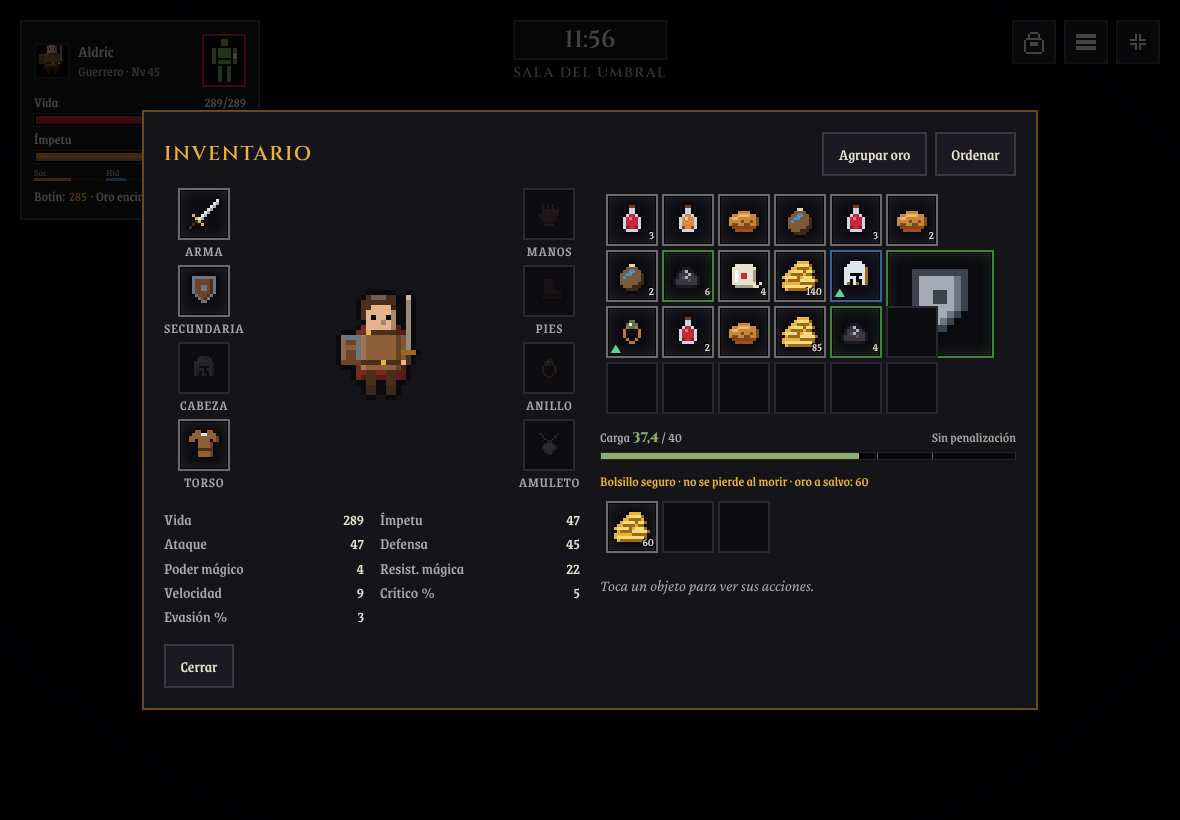 Aldric
Guerrero · Nv 45
Vida 289/289
Ímpetu
Sac Hid
Botín: 285 · Oro encir
11:56
SALA DEL UMBRAL
INVENTARIO
Agrupar oro
Ordenar
ARMA
SECUNDARIA
CABEZA
TORSO
MANOS
PIES
ANILLO
AMULETO
3 3 2
2 6 4 140
2 85 4
Carga 37,4 / 40 Sin penalización
Bolsillo seguro · no se pierde al morir · oro a salvo: 60
60
Toca un objeto para ver sus acciones.
Vida 289 Ímpetu 47
Ataque 47 Defensa 45
Poder mágico 4 Resist. mágica 22
Velocidad 9 Crítico % 5
Evasión % 3
Cerrar